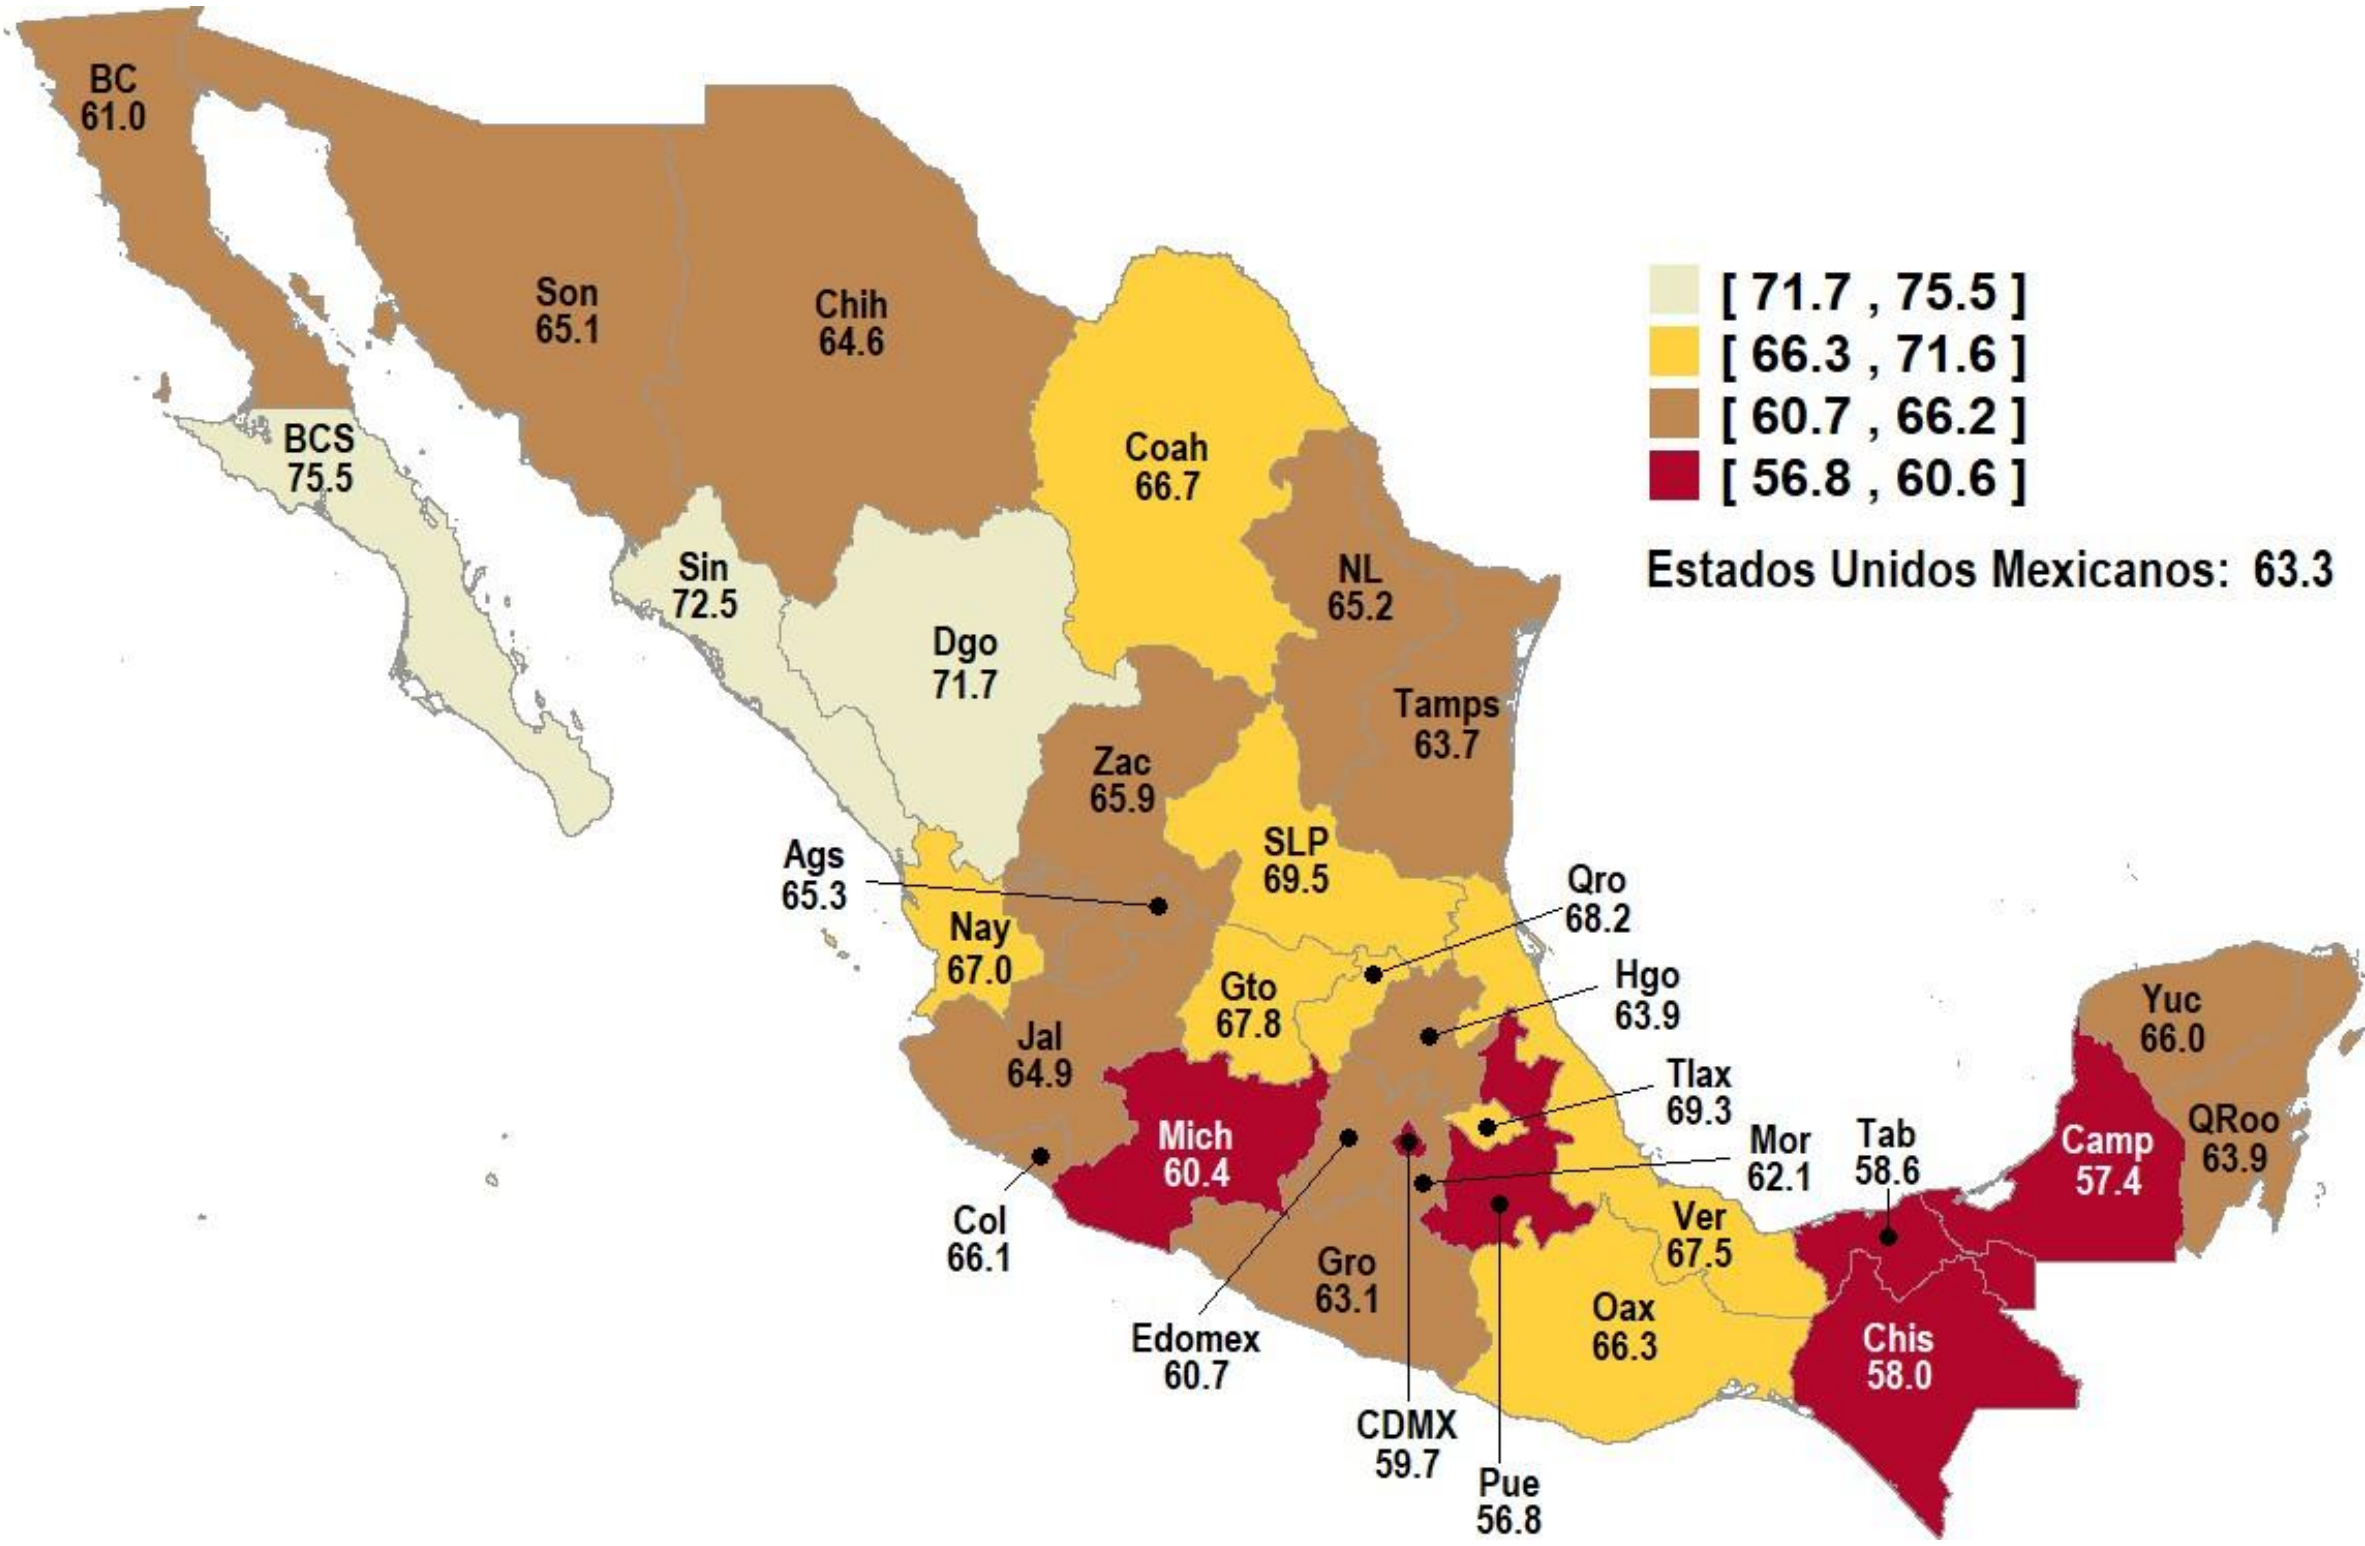 BC
61.0
Son
65.1
Chih
64.6
[ 71.7 , 75.5 ]
[ 66.3 , 71.6 ]
[ 60.7 , 66.2 ]
[ 56.8 , 60.6 ]
Estados Unidos Mexicanos: 63.3
BCS
75.5
Coah
66.7
Sin
72.5
NL
65.2
Dgo
71.7
Tamps
63.7
Zac
65.9
SLP
69.5
Ags
65.3
Qro
68.2
Nay
67.0
Gto
67.8
Hgo
63.9
Yuc
66.0
Jal
64.9
Tlax
69.3
Mich
60.4
Mor
62.1
Tab
58.6
Camp
57.4
QRoo
63.9
Col
66.1
Ver
67.5
Gro
63.1
Oax
66.3
Edomex
60.7
Chis
58.0
CDMX
59.7
Pue
56.8